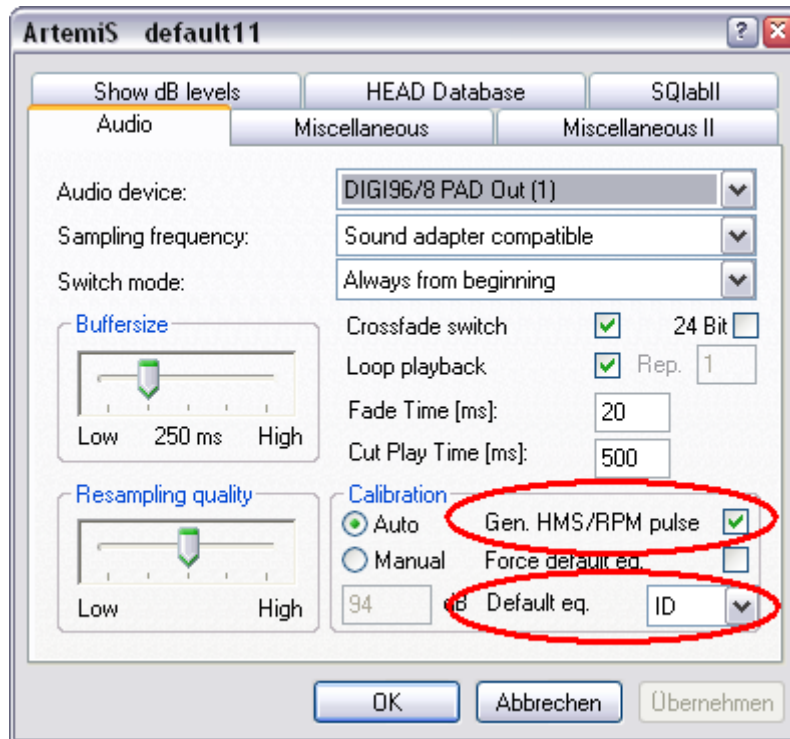 ArtemiS default11
Show dB levels HEAD Database SQlabII
Audio Miscellaneous Miscellaneous II
Audio device: DIGI96/8 PAD Out (1)
Sampling frequency: Sound adapter compatible
Switch mode: Always from beginning
Buffersize
Low 250 ms High
Crossfade switch 24 Bit
Loop playback Rep. 1
Fade Time [ms]: 20
Cut Play Time [ms]: 500
Resampling quality
Low High
Calibration
Auto Gen. HMS/RPM pulse
Manual Force default eq.
94 dB Default eq. ID
OK Abbrechen Übernehmen